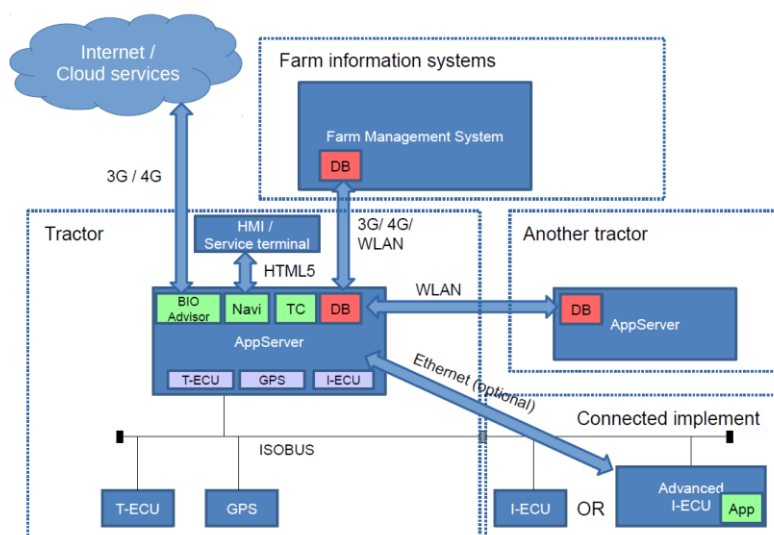 Internet /
Cloud services
Farm information systems
Farm Management System
DB
3G / 4G
3G/ 4G/
WLAN
Tractor
HMI /
Service terminal
HTML5
Another tractor
BIO
Advisor
Navi
TC
DB
WLAN
DB
AppServer
AppServer
T-ECU
GPS
I-ECU
Ethernet (optional)
Connected implement
ISOBUS
T-ECU
GPS
I-ECU
OR
Advanced
I-ECU
App